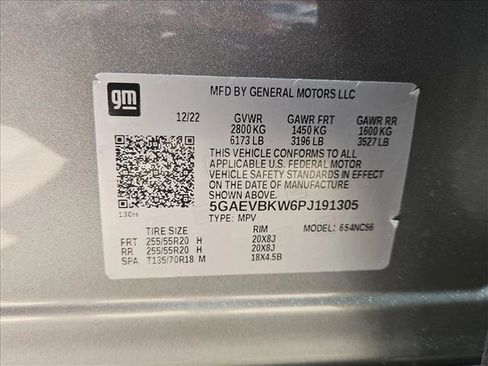 gm
MFD BY GENERAL MOTORS LLC
12/22 GVWR GAWR FRT GAWR RR
2800 KG 1450 KG 1600 KG
6173 LB 3196 LB 3527 LB
THIS VEHICLE CONFORMS TO ALL
APPLICABLE U.S. FEDERAL MOTOR
VEHICLE SAFETY STANDARDS IN EFFECT
ON THE DATE OF MANUFACTURE
SHOWN ABOVE.
5GAEVBKW6PJ191305
TYPE: MPV
TIRE SIZE RIM MODEL: 654NC56
FRT 255/55R20 H 20X8J
RR 255/55R20 H 20X8J
SPA T135/70R18 M 18X4.5B